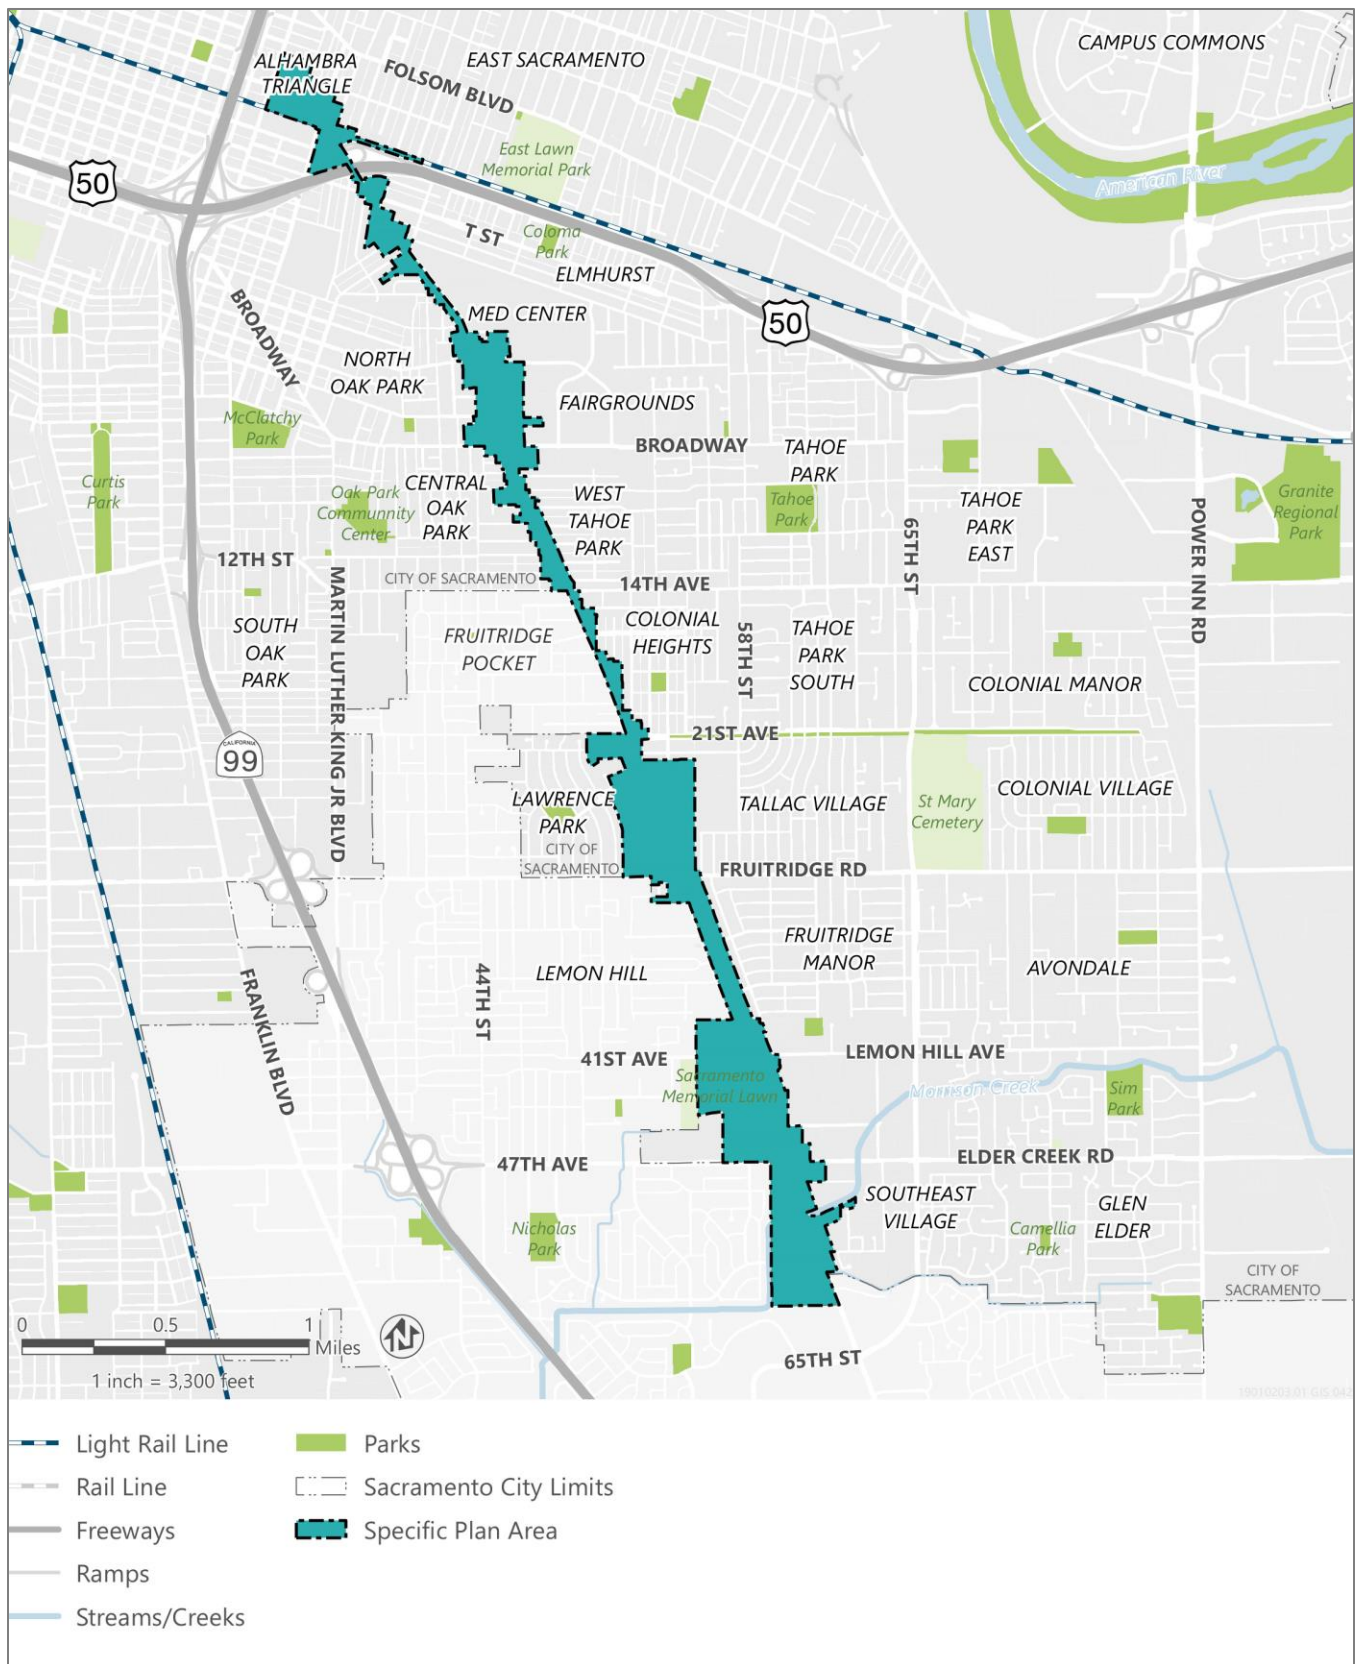 ALHAMBRA
TRIANGLE
EAST SACRAMENTO
CAMPUS COMMONS
FOLSOM BLVD
East Lawn
Memorial Park
50
American River
T ST
Coloma
Park
ELMHURST
BROADWAY
MED CENTER
50
NORTH
OAK PARK
FAIRGROUNDS
McClatchy
Park
BROADWAY
TAHOE
PARK
Curtis
Park
Oak Park
Communnity
Center
CENTRAL
OAK
PARK
WEST
TAHOE
PARK
Tahoe
Park
65TH ST
TAHOE
PARK
EAST
POWER INN RD
Granite
Regional
Park
12TH ST
CITY OF SACRAMENTO
14TH AVE
MARTIN LUTHER KING JR BLVD
SOUTH
OAK
PARK
FRUITRIDGE
POCKET
COLONIAL
HEIGHTS
58TH ST
TAHOE
PARK
SOUTH
COLONIAL MANOR
21ST AVE
CALIFORNIA
99
LAWRENCE
PARK
TALLAC VILLAGE
St Mary
Cemetery
COLONIAL VILLAGE
CITY OF
SACRAMENTO
FRUITRIDGE RD
FRUITRIDGE
MANOR
FRANKLIN BLVD
44TH ST
LEMON HILL
AVONDALE
41ST AVE
LEMON HILL AVE
Sacramento
Memorial Lawn
Morrison Creek
Sim
Park
47TH AVE
ELDER CREEK RD
SOUTHEAST
VILLAGE
GLEN
ELDER
Nicholas
Park
Camellia
Park
CITY OF
SACRAMENTO
0 0.5 1
Miles
N
1 inch = 3,300 feet
65TH ST
19010203.01 GIS 042
Light Rail Line
Parks
Rail Line
Sacramento City Limits
Freeways
Specific Plan Area
Ramps
Streams/Creeks